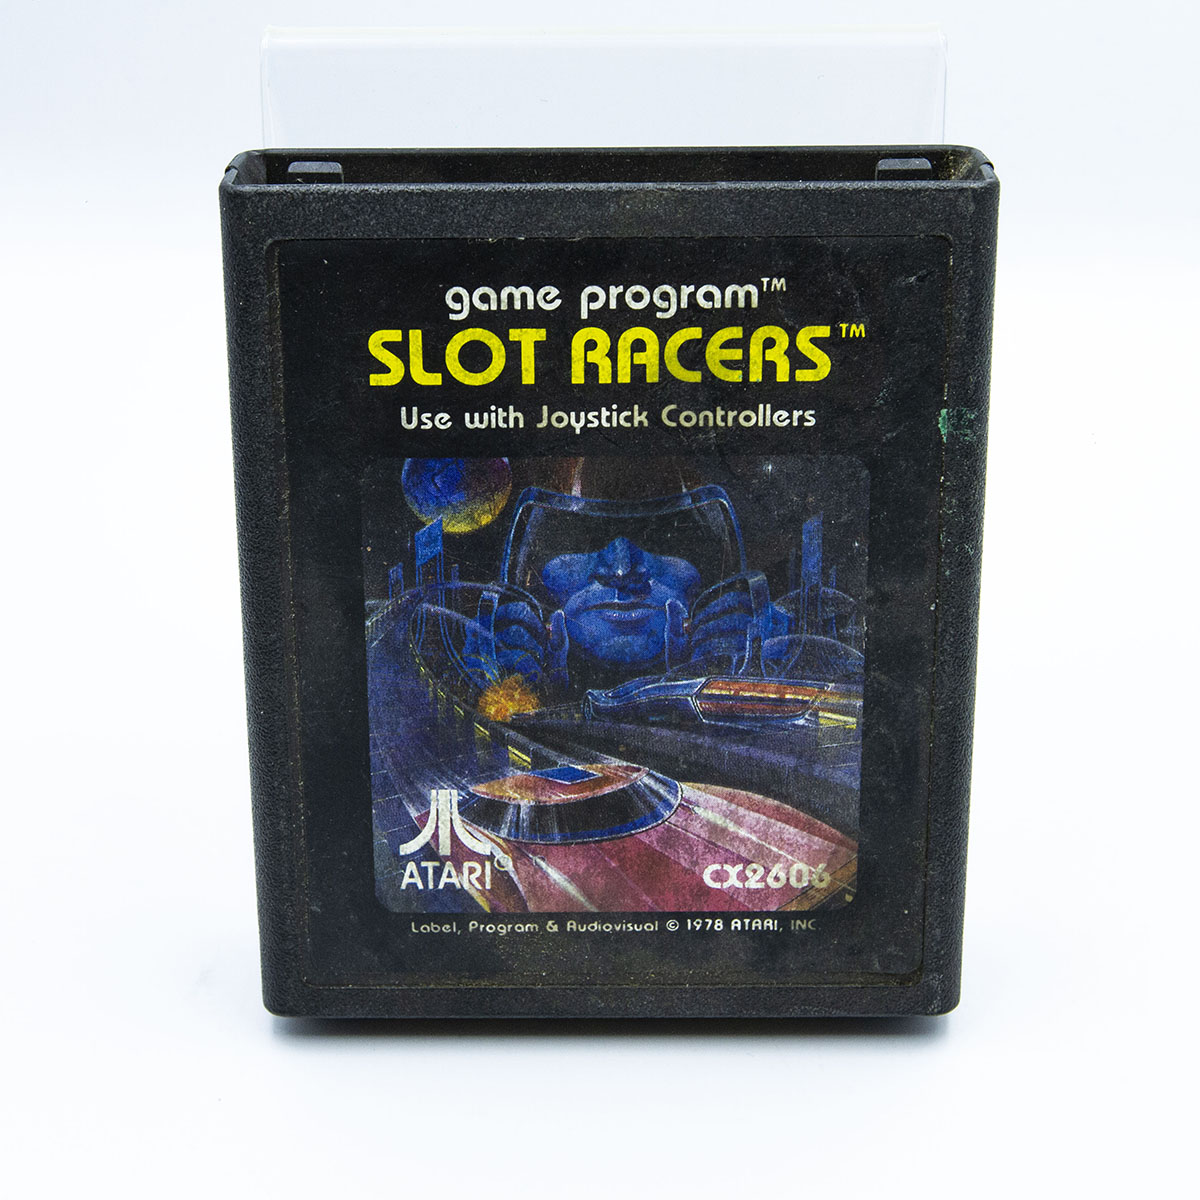 game program™
SLOT RACERS™
Use with Joystick Controllers
ATARI®
CX2606
Label, Program & Audiovisual © 1978 ATARI, INC